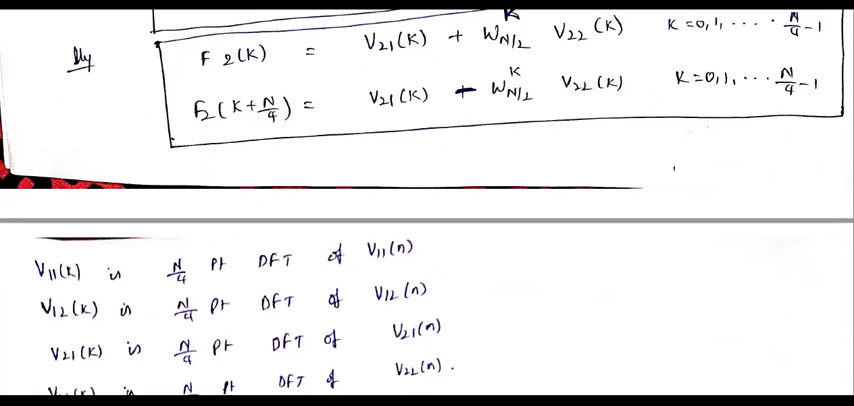 lly F2(K) = V21(K) + W^K_N/2 V22(K) K=0,1,.... N/4-1
F2(K+N/4) = V21(K) - W^K_N/2 V22(K) K=0,1,... N/4-1
V11(K) is N/4 Pt DFT of V11(n)
V12(K) is N/4 Pt DFT of V12(n)
V21(K) is N/4 Pt DFT of V21(n)
is N Pt DFT of V22(n).